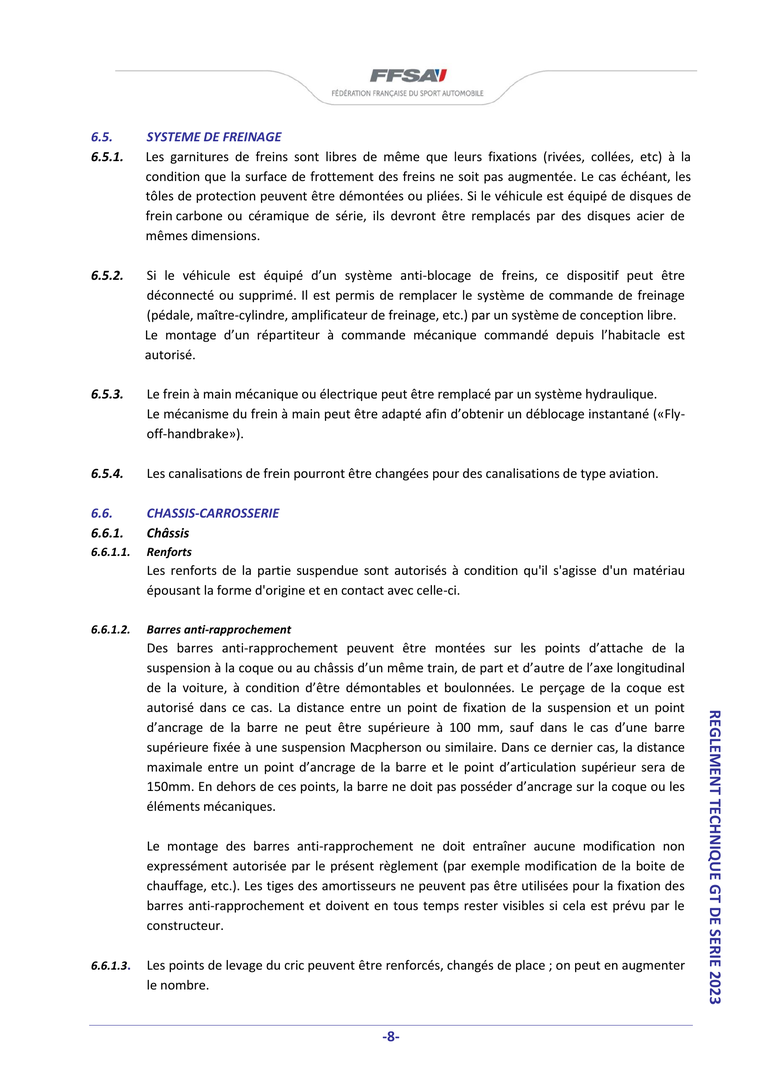 FFSA
FÉDÉRATION FRANÇAISE DU SPORT AUTOMOBILE
6.5. SYSTEME DE FREINAGE
6.5.1. Les garnitures de freins sont libres de même que leurs fixations (rivées, collées, etc) à la
condition que la surface de frottement des freins ne soit pas augmentée. Le cas échéant, les
tôles de protection peuvent être démontées ou pliées. Si le véhicule est équipé de disques de
frein carbone ou céramique de série, ils devront être remplacés par des disques acier de
mêmes dimensions.
6.5.2. Si le véhicule est équipé d’un système anti-blocage de freins, ce dispositif peut être
déconnecté ou supprimé. Il est permis de remplacer le système de commande de freinage
(pédale, maître-cylindre, amplificateur de freinage, etc.) par un système de conception libre.
Le montage d’un répartiteur à commande mécanique commandé depuis l’habitacle est
autorisé.
6.5.3. Le frein à main mécanique ou électrique peut être remplacé par un système hydraulique.
Le mécanisme du frein à main peut être adapté afin d’obtenir un déblocage instantané («Fly-
off-handbrake»).
6.5.4. Les canalisations de frein pourront être changées pour des canalisations de type aviation.
6.6. CHASSIS-CARROSSERIE
6.6.1. Châssis
6.6.1.1. Renforts
Les renforts de la partie suspendue sont autorisés à condition qu'il s'agisse d'un matériau
épousant la forme d'origine et en contact avec celle-ci.
6.6.1.2. Barres anti-rapprochement
Des barres anti-rapprochement peuvent être montées sur les points d’attache de la
suspension à la coque ou au châssis d’un même train, de part et d’autre de l’axe longitudinal
de la voiture, à condition d’être démontables et boulonnées. Le perçage de la coque est
autorisé dans ce cas. La distance entre un point de fixation de la suspension et un point
d’ancrage de la barre ne peut être supérieure à 100 mm, sauf dans le cas d’une barre
supérieure fixée à une suspension Macpherson ou similaire. Dans ce dernier cas, la distance
maximale entre un point d’ancrage de la barre et le point d’articulation supérieur sera de
150mm. En dehors de ces points, la barre ne doit pas posséder d’ancrage sur la coque ou les
éléments mécaniques.
Le montage des barres anti-rapprochement ne doit entraîner aucune modification non
expressément autorisée par le présent règlement (par exemple modification de la boite de
chauffage, etc.). Les tiges des amortisseurs ne peuvent pas être utilisées pour la fixation des
barres anti-rapprochement et doivent en tous temps rester visibles si cela est prévu par le
constructeur.
6.6.1.3. Les points de levage du cric peuvent être renforcés, changés de place ; on peut en augmenter
le nombre.
REGLEMENT TECHNIQUE GT DE SERIE 2023
-8-